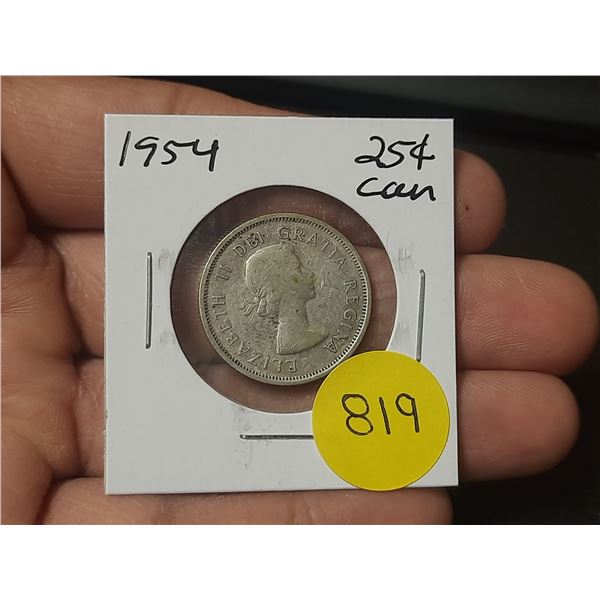 1954 25¢
can
ELIZABETH II DEI GRATIA REGINA
819